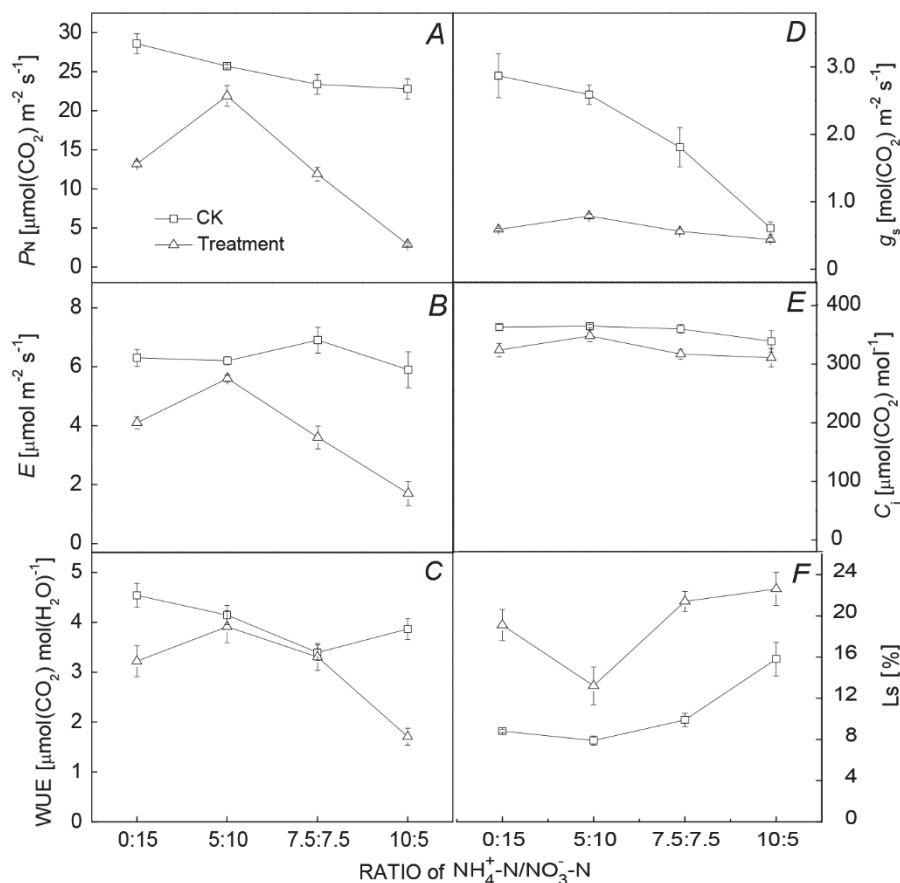 A
30
25
20
15
10
5
0
P_N [μmol(CO₂) m⁻² s⁻¹]
CK
Treatment
D
3.0
2.0
1.0
0
g_s [mol(CO₂) m⁻² s⁻¹]
B
8
6
4
2
0
E [μmol m⁻² s⁻¹]
E
400
300
200
100
0
C_i [μmol(CO₂) mol⁻¹]
C
5
4
3
2
1
0
WUE [μmol(CO₂) mol(H₂O)⁻¹]
F
24
20
16
12
8
4
0
Ls [%]
0:15 5:10 7.5:7.5 10:5 0:15 5:10 7.5:7.5 10:5
RATIO of NH₄⁺-N/NO₃⁻-N